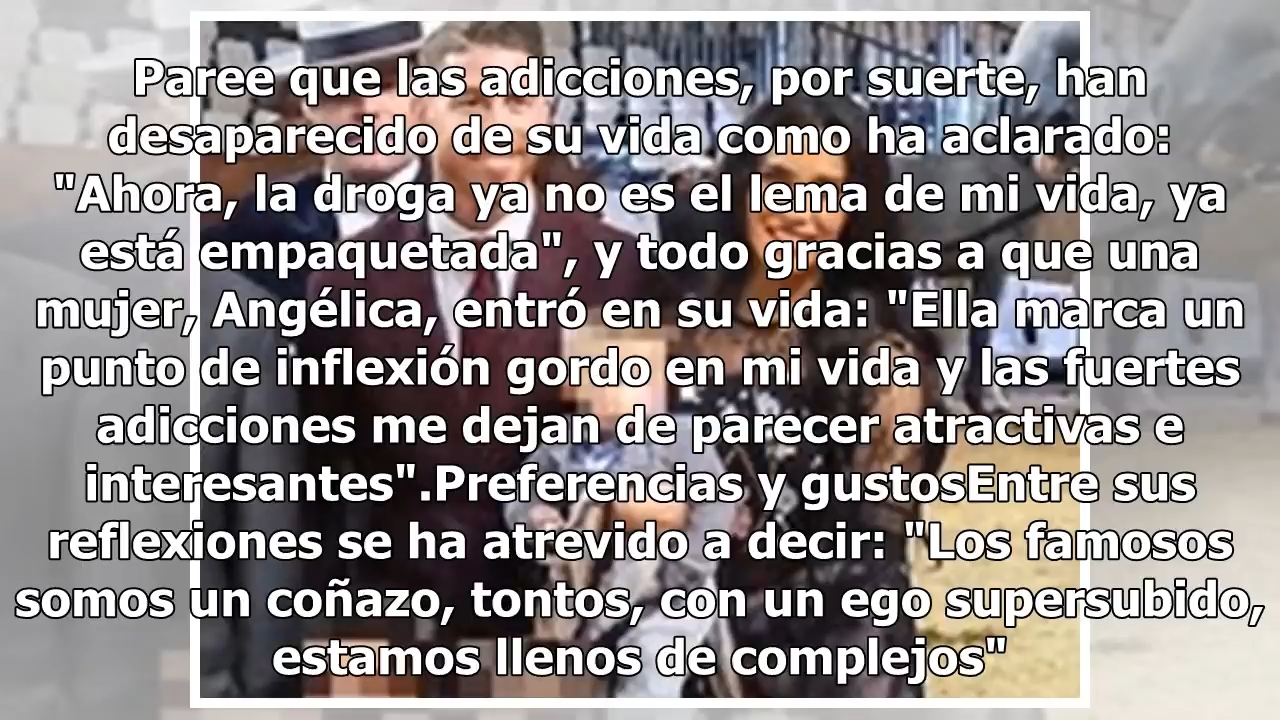 Paree que las adicciones, por suerte, han
desaparecido de su vida como ha aclarado:
"Ahora, la droga ya no es el lema de mi vida, ya
está empaquetada", y todo gracias a que una
mujer, Angélica, entró en su vida: "Ella marca un
punto de inflexión gordo en mi vida y las fuertes
adicciones me dejan de parecer atractivas e
interesantes".Preferencias y gustosEntre sus
reflexiones se ha atrevido a decir: "Los famosos
somos un coñazo, tontos, con un ego supersubido,
estamos llenos de complejos"